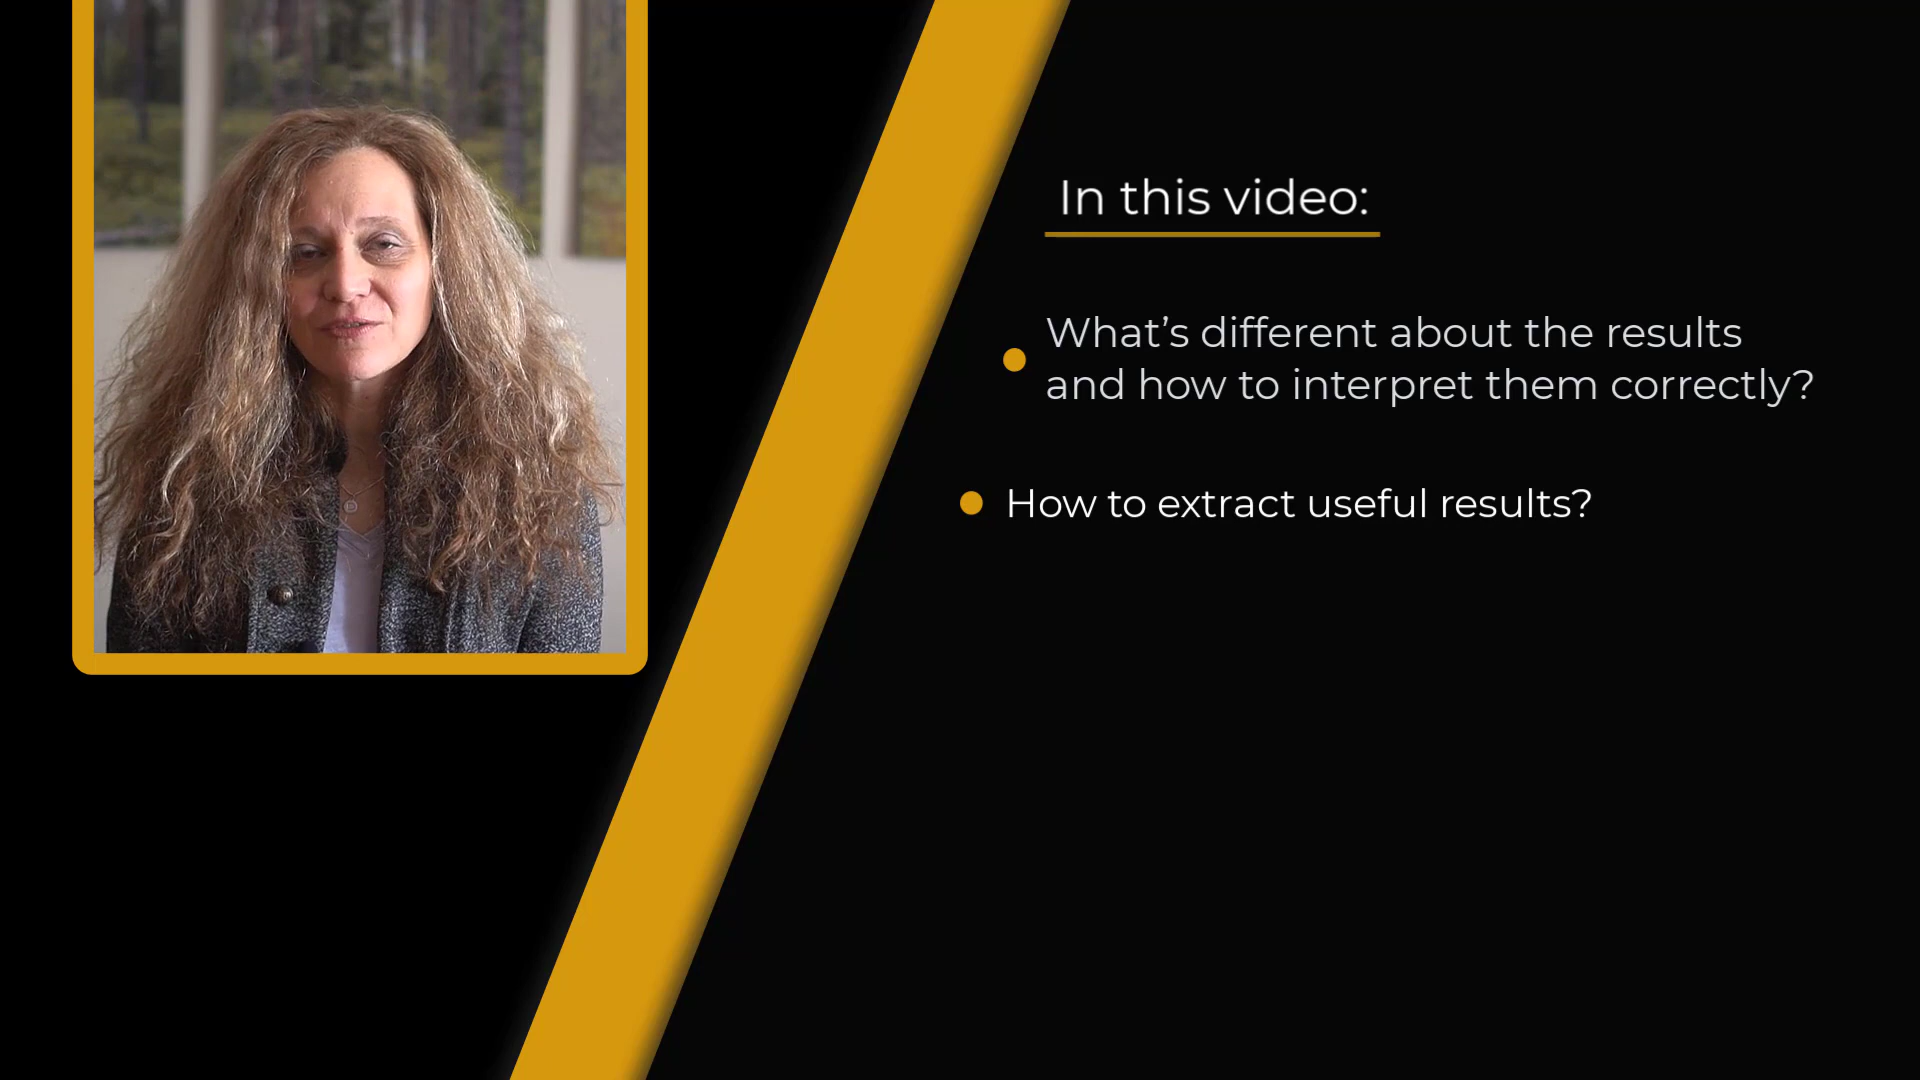 In this video:
What’s different about the results
and how to interpret them correctly?
How to extract useful results?